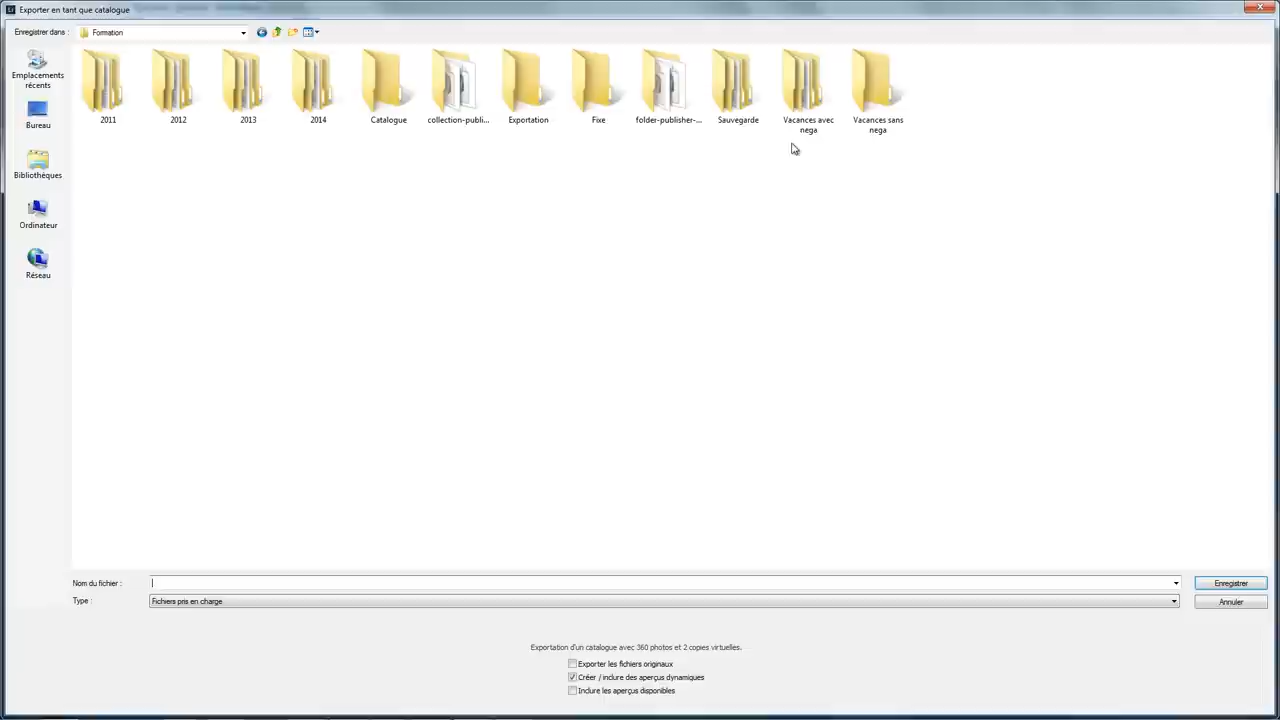 Lr Exporter en tant que catalogue
Enregistrer dans : Formation
Emplacements
récents
Bureau
Bibliothèques
Ordinateur
Réseau
2011 2012 2013 2014 Catalogue collection-publi... Exportation Fixe folder-publisher-... Sauvegarde Vacances avec nega Vacances sans nega
Nom du fichier :
Enregistrer
Type : Fichiers pris en charge
Annuler
Exportation d'un catalogue avec 360 photos et 2 copies virtuelles.
Exporter les fichiers originaux
Créer / inclure des aperçus dynamiques
Inclure les aperçus disponibles